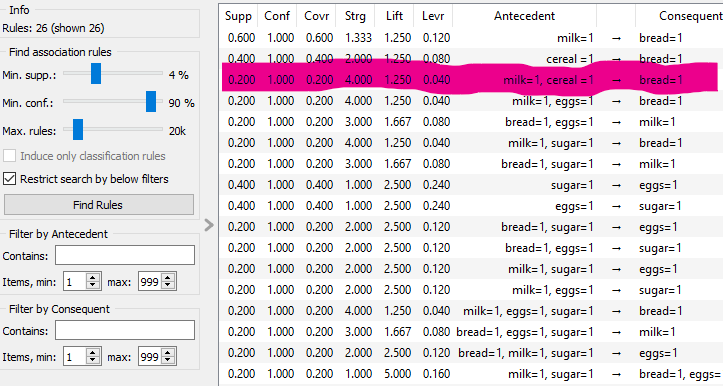 Info
Rules: 26 (shown 26)
Find association rules
Min. supp.: 4 %
Min. conf.: 90 %
Max. rules: 20k
Induce only classification rules
Restrict search by below filters
Find Rules
Filter by Antecedent
Contains:
Items, min: 1 max: 999
Filter by Consequent
Contains:
Items, min: 1 max: 999
Supp Conf Covr Strg Lift Levr Antecedent Consequent
0.600 1.000 0.600 1.333 1.250 0.120 milk=1 → bread=1
0.400 1.000 0.400 2.000 1.250 0.080 cereal =1 → bread=1
0.200 1.000 0.200 4.000 1.250 0.040 milk=1, cereal =1 → bread=1
0.200 1.000 0.200 4.000 1.250 0.040 milk=1, eggs=1 → bread=1
0.200 1.000 0.200 3.000 1.667 0.080 bread=1, eggs=1 → milk=1
0.200 1.000 0.200 4.000 1.250 0.040 milk=1, sugar=1 → bread=1
0.200 1.000 0.200 3.000 1.667 0.080 bread=1, sugar=1 → milk=1
0.400 1.000 0.400 1.000 2.500 0.240 sugar=1 → eggs=1
0.400 1.000 0.400 1.000 2.500 0.240 eggs=1 → sugar=1
0.200 1.000 0.200 2.000 2.500 0.120 bread=1, sugar=1 → eggs=1
0.200 1.000 0.200 2.000 2.500 0.120 bread=1, eggs=1 → sugar=1
0.200 1.000 0.200 2.000 2.500 0.120 milk=1, sugar=1 → eggs=1
0.200 1.000 0.200 2.000 2.500 0.120 milk=1, eggs=1 → sugar=1
0.200 1.000 0.200 4.000 1.250 0.040 milk=1, eggs=1, sugar=1 → bread=1
0.200 1.000 0.200 3.000 1.667 0.080 bread=1, eggs=1, sugar=1 → milk=1
0.200 1.000 0.200 2.000 2.500 0.120 bread=1, milk=1, sugar=1 → eggs=1
0.200 1.000 0.200 1.000 5.000 0.160 milk=1, sugar=1 → bread=1, eggs=